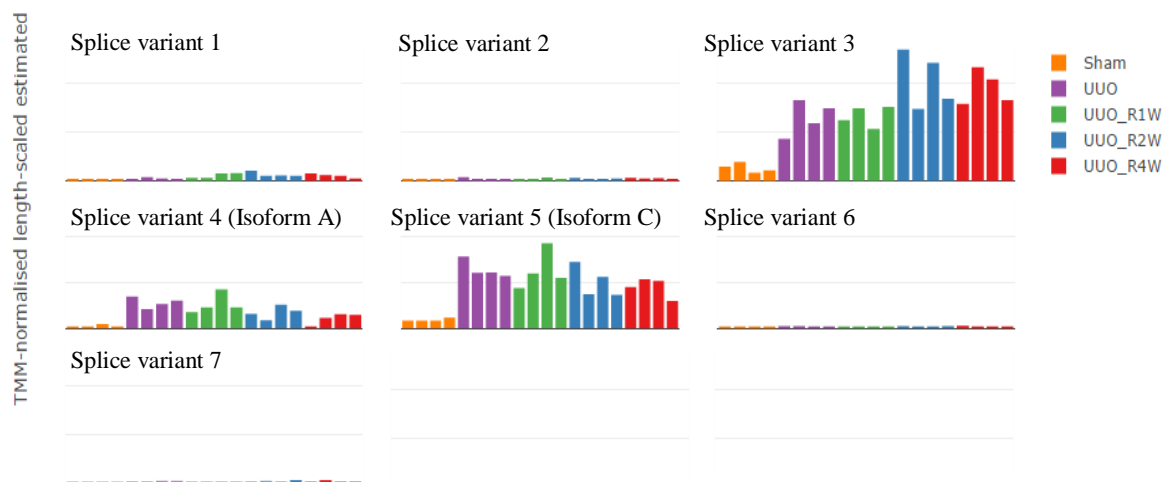 TMM-normalised length-scaled estimated
Splice variant 1
Splice variant 2
Splice variant 3
Sham
UUO
UUO_R1W
UUO_R2W
UUO_R4W
Splice variant 4 (Isoform A)
Splice variant 5 (Isoform C)
Splice variant 6
Splice variant 7